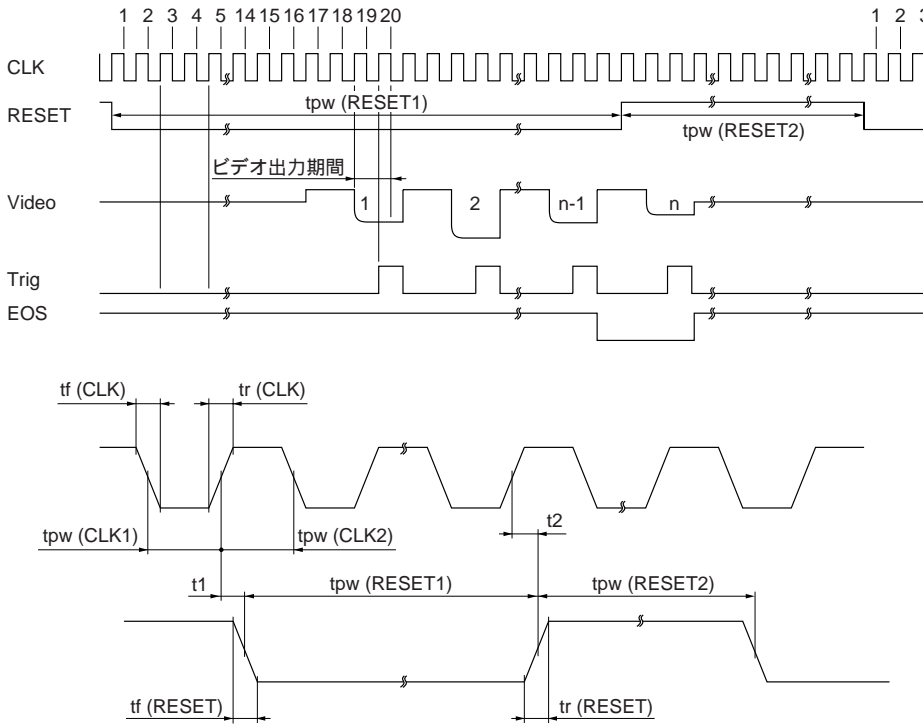 1 2 3 4 5 14 15 16 17 18 19 20 1 2 3
CLK
tpw (RESET1)
RESET
tpw (RESET2)
ビデオ出力期間
Video
1 2 n-1 n
Trig
EOS
tf (CLK) tr (CLK)
t2
tpw (CLK1) tpw (CLK2)
t1 tpw (RESET1) tpw (RESET2)
tf (RESET) tr (RESET)